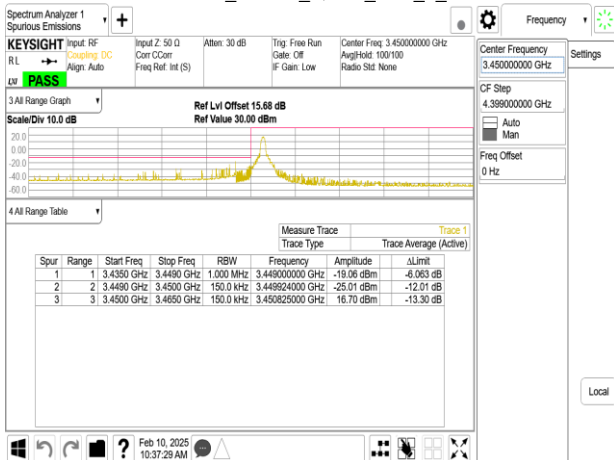 Spectrum Analyzer 1
Spurious Emissions
Frequency
KEYSIGHT
RL
LXI
PASS
Input: RF
Coupling: DC
Align: Auto
Input Z: 50 Ω
Corr CCorr
Freq Ref: Int (S)
Atten: 30 dB
Trig: Free Run
Gate: Off
IF Gain: Low
Center Freq: 3.450000000 GHz
Avg|Hold: 100/100
Radio Std: None
Center Frequency
3.450000000 GHz
Settings
CF Step
4.399000000 GHz
Auto
Man
Freq Offset
0 Hz
3 All Range Graph
Scale/Div 10.0 dB
Ref Lvl Offset 15.68 dB
Ref Value 30.00 dBm
20.0
0.00
-20.0
-40.0
-60.0
4 All Range Table
Measure Trace Trace 1
Trace Type Trace Average (Active)
Spur Range Start Freq Stop Freq RBW Frequency Amplitude ΔLimit
1 1 3.4350 GHz 3.4490 GHz 1.000 MHz 3.449000000 GHz -19.06 dBm -6.063 dB
2 2 3.4490 GHz 3.4500 GHz 150.0 kHz 3.449924000 GHz -25.01 dBm -12.01 dB
3 3 3.4500 GHz 3.4650 GHz 150.0 kHz 3.450825000 GHz 16.70 dBm -13.30 dB
Local
?
Feb 10, 2025
10:37:29 AM